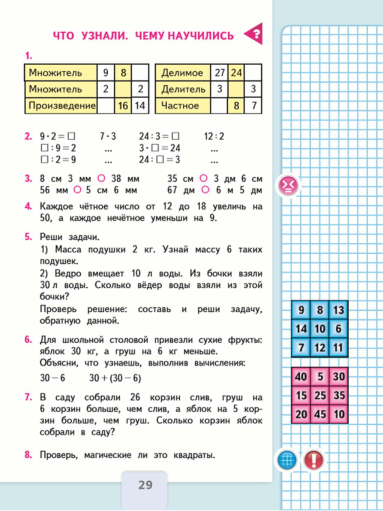 ЧТО УЗНАЛИ. ЧЕМУ НАУЧИЛИСЬ ?
1.
Множитель 9 8
Множитель 2 2
Произведение 16 14
Делимое 27 24
Делитель 3 3
Частное 8 7
2. 9 · 2 = □ 7 · 3 24 : 3 = □ 12 : 2
□ : 9 = 2 ... 3 · □ = 24 ...
□ : 2 = 9 ... 24 : □ = 3 ...
3. 8 см 3 мм ○ 38 мм 35 см ○ 3 дм 6 см
56 мм ○ 5 см 6 мм 67 дм ○ 6 м 5 дм
4. Каждое чётное число от 12 до 18 увеличь на
50, а каждое нечётное уменьши на 9.
5. Реши задачи.
1) Масса подушки 2 кг. Узнай массу 6 таких
подушек.
2) Ведро вмещает 10 л воды. Из бочки взяли
30 л воды. Сколько вёдер воды взяли из этой
бочки?
Проверь решение: составь и реши задачу,
обратную данной.
6. Для школьной столовой привезли сухие фрукты:
яблок 30 кг, а груш на 6 кг меньше.
Объясни, что узнаешь, выполнив вычисления:
30 – 6 30 + (30 – 6)
7. В саду собрали 26 корзин слив, груш на
6 корзин больше, чем слив, а яблок на 5 кор-
зин больше, чем груш. Сколько корзин яблок
собрали в саду?
8. Проверь, магические ли это квадраты.
9 8 13
14 10 6
7 12 11
40 5 30
15 25 35
20 45 10
!
29